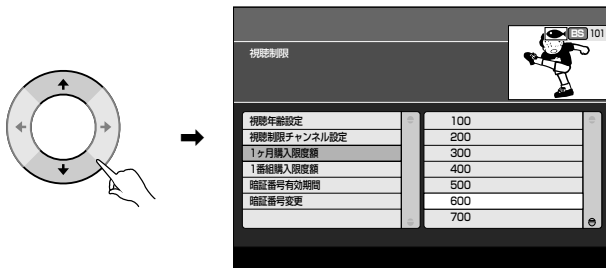 BS 101
視聴制限
視聴年齢設定
視聴制限チャンネル設定
1ヶ月購入限度額
1番組購入限度額
暗証番号有効期間
暗証番号変更
100
200
300
400
500
600
700